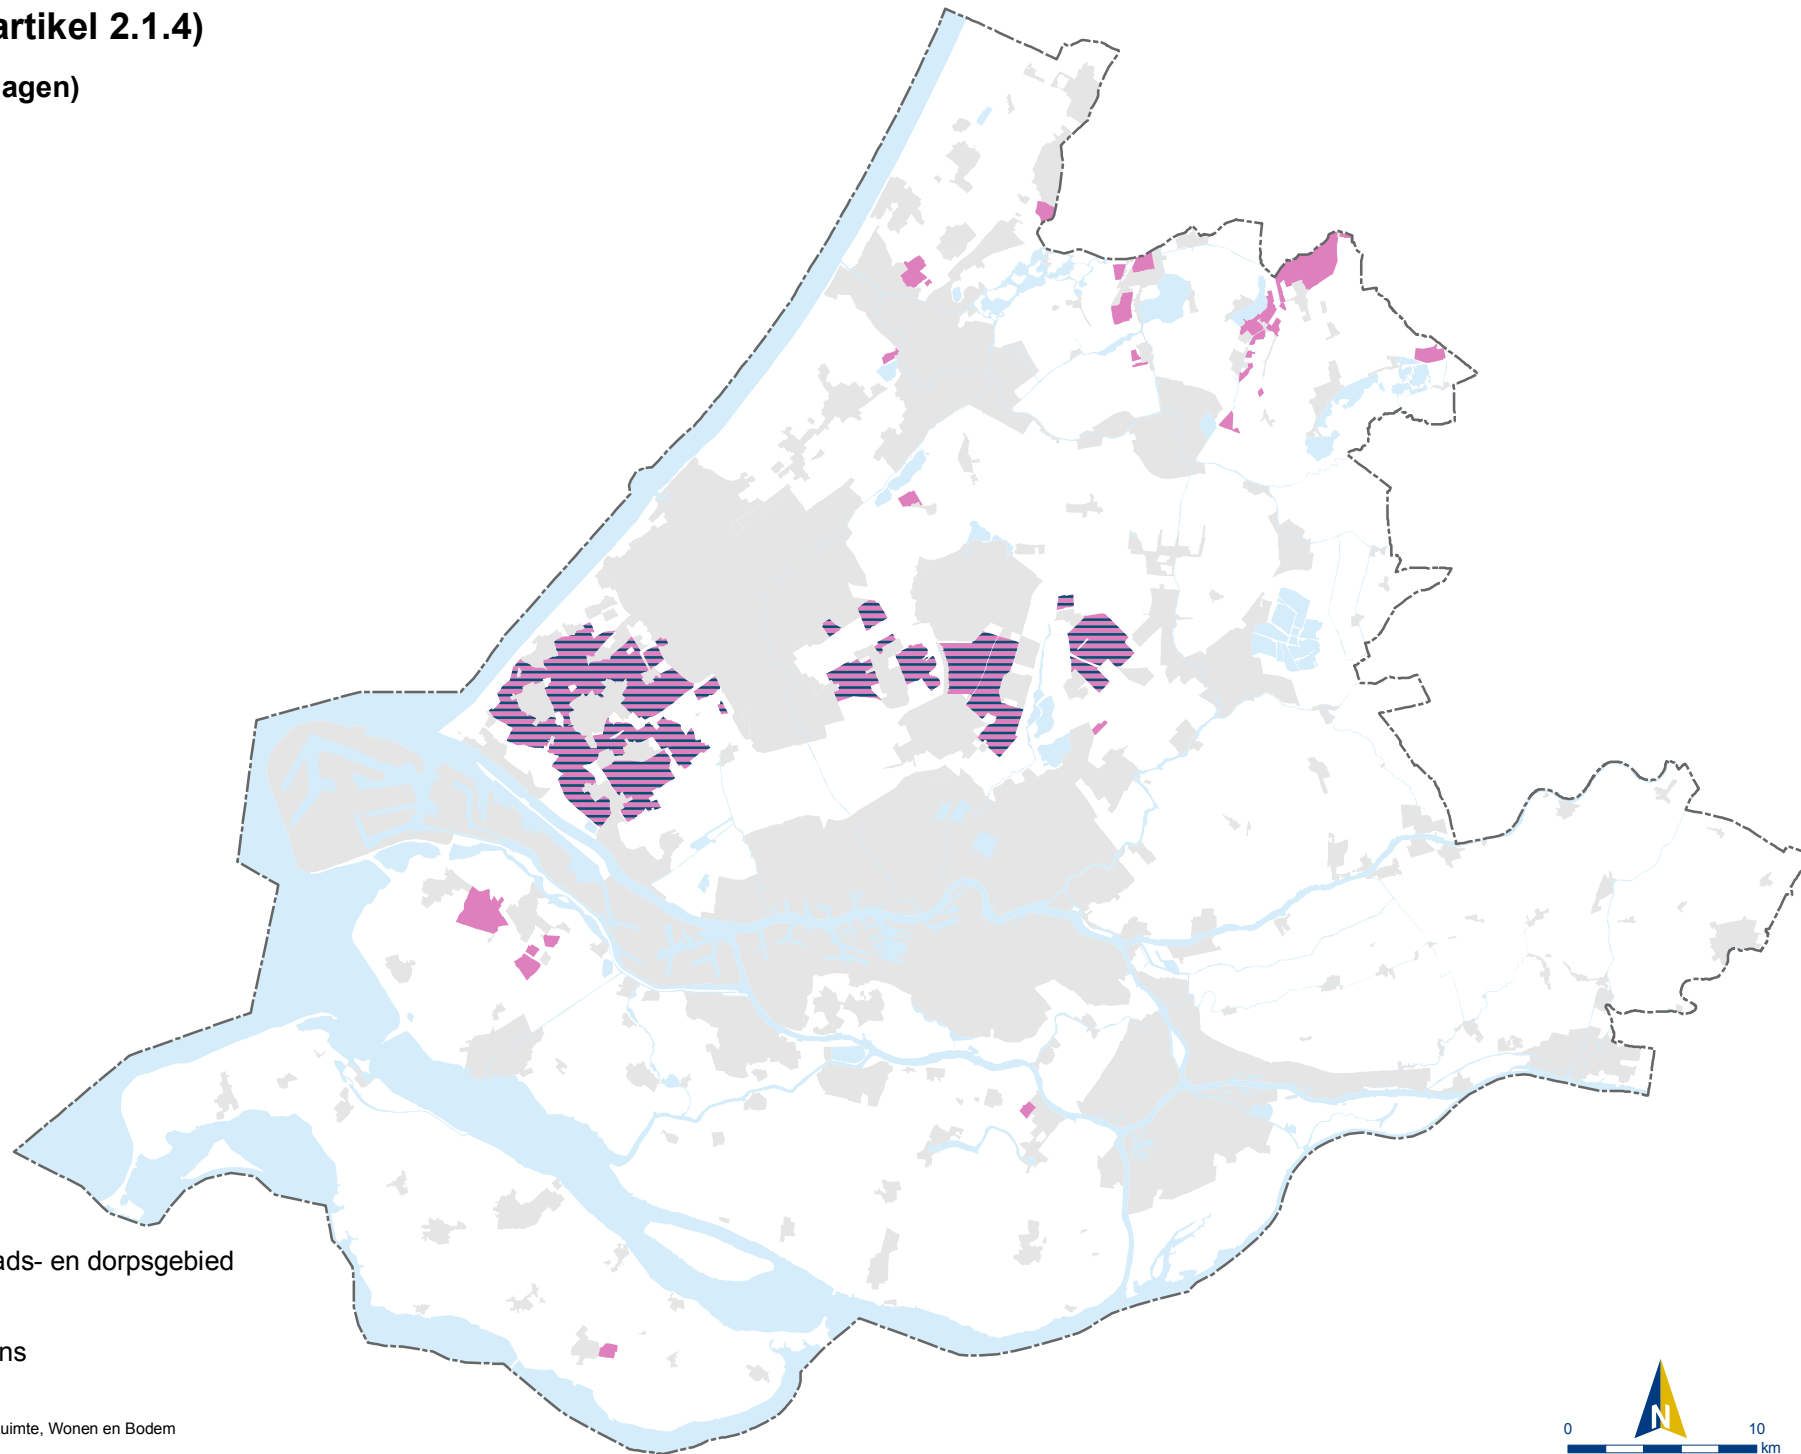 artikel 2.1.4)
agen)
ads- en dorpsgebied
ns
uimte, Wonen en Bodem
N
0 10
km